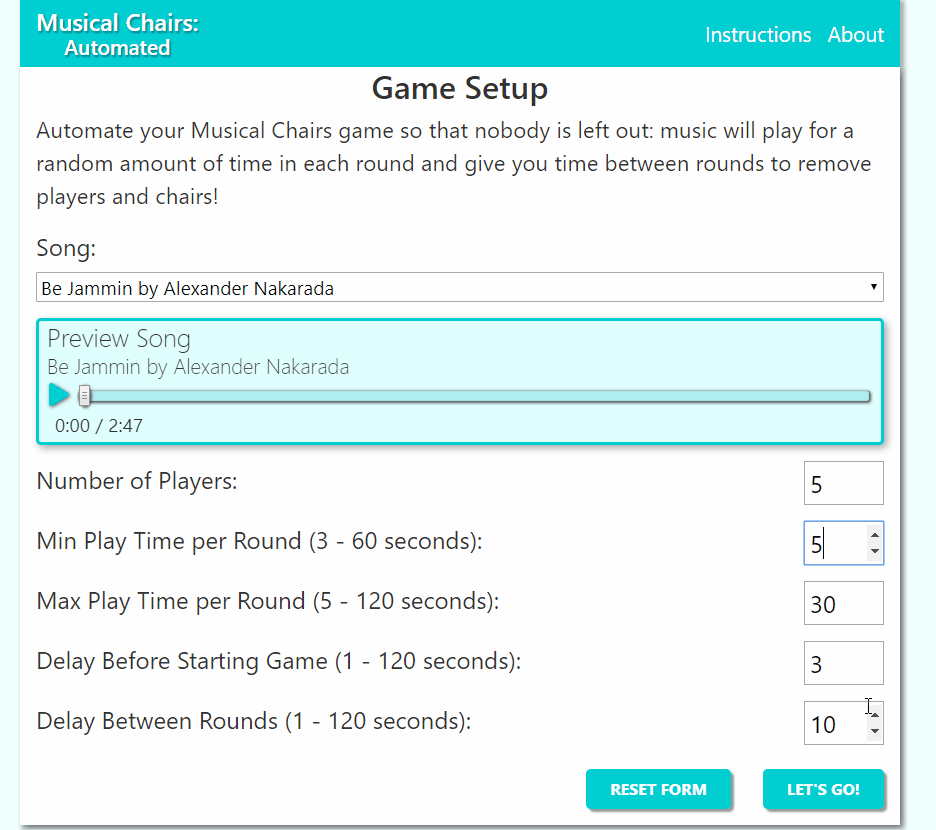 Musical Chairs:
Automated
Instructions About
Game Setup
Automate your Musical Chairs game so that nobody is left out: music will play for a
random amount of time in each round and give you time between rounds to remove
players and chairs!
Song:
Be Jammin by Alexander Nakarada
Preview Song
Be Jammin by Alexander Nakarada
0:00 / 2:47
Number of Players: 5
Min Play Time per Round (3 - 60 seconds): 5
Max Play Time per Round (5 - 120 seconds): 30
Delay Before Starting Game (1 - 120 seconds): 3
Delay Between Rounds (1 - 120 seconds): 10
RESET FORM LET'S GO!